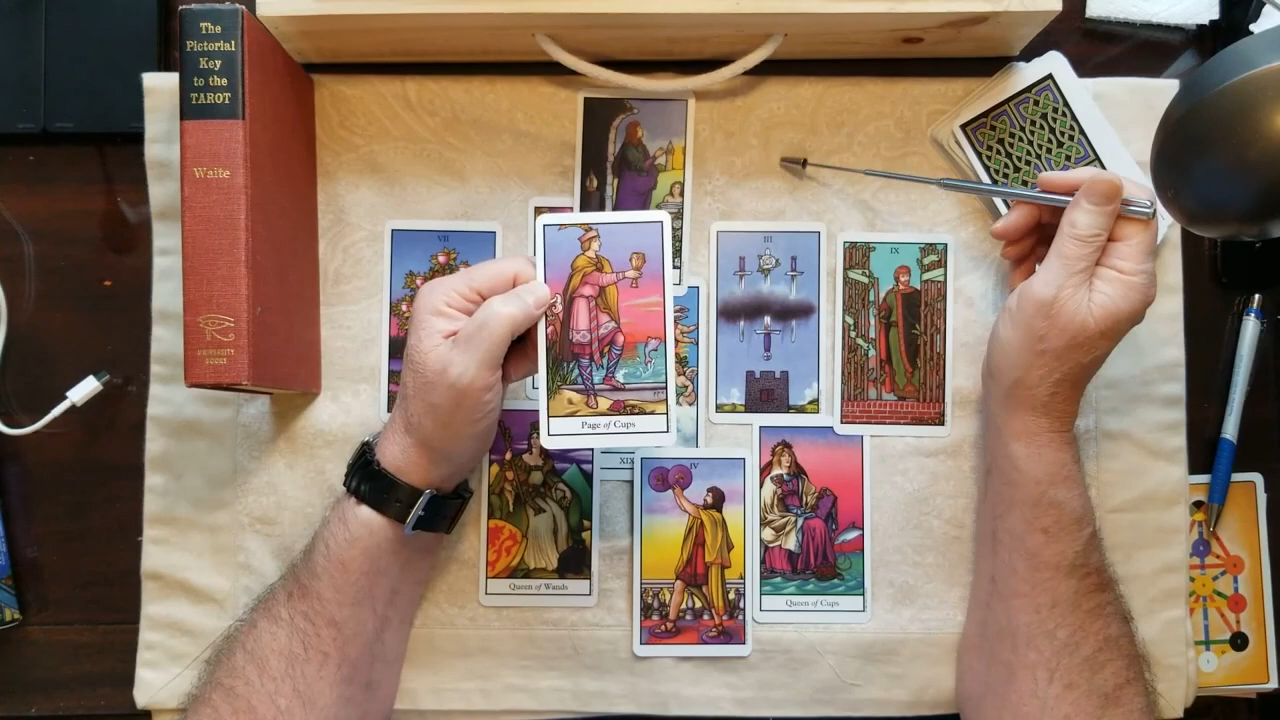 The
Pictorial
Key
to the
TAROT
Waite
UNIVERSITY
BOOKS
VII
III
IX
Page of Cups
XIX
IV
Queen of Wands
Queen of Cups